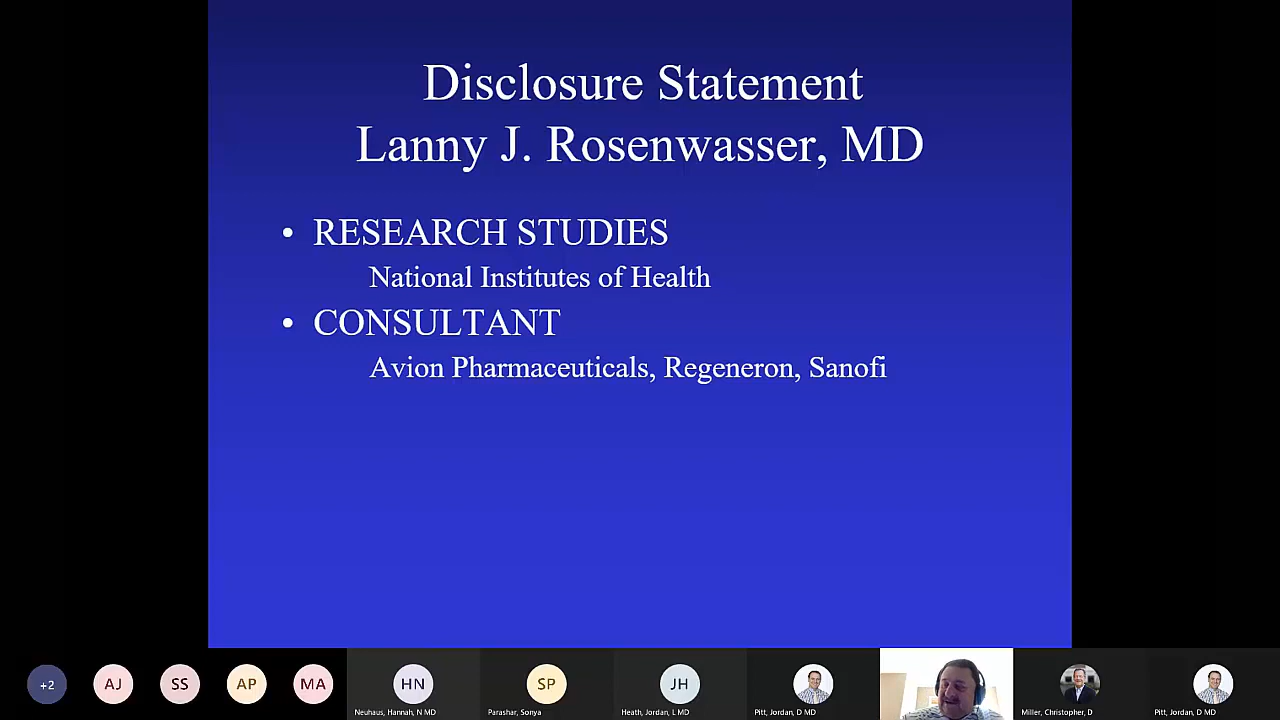 Disclosure Statement
Lanny J. Rosenwasser, MD
• RESEARCH STUDIES
National Institutes of Health
• CONSULTANT
Avion Pharmaceuticals, Regeneron, Sanofi
+2
AJ
SS
AP
MA
HN
SP
JH
Neuhaus, Hannah, N MD
Parashar, Sonya
Heath, Jordan, L MD
Pitt, Jordan, D MD
Miller, Christopher, D
Pitt, Jordan, D MD